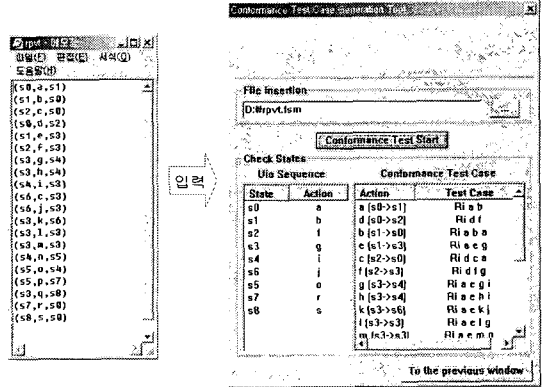 rpvt - 메모장
파일(F) 편집(E) 서식(O)
도움말(H)
(s0,a,s1)
(s1,b,s0)
(s2,c,s0)
(s0,d,s2)
(s1,e,s3)
(s2,f,s3)
(s3,g,s4)
(s3,h,s4)
(s4,i,s3)
(s6,c,s3)
(s6,j,s3)
(s3,k,s6)
(s3,l,s3)
(s3,m,s3)
(s4,n,s5)
(s5,o,s4)
(s5,p,s7)
(s3,q,s8)
(s7,r,s0)
(s8,s,s0)
입력
Conformance Test Case Generation Tool
File Insertion
D:\rpvt.fsm
...
Conformance Test Start
Check States
Uio Sequence
Conformance Test Case
State Action
s0 a
s1 b
s2 f
s3 g
s4 i
s6 j
s5 o
s7 r
s8 s
Action Test Case
a (s0->s1) Ri a b
d (s0->s2) Ri d f
b (s1->s0) Ri a b a
e (s1->s3) Ri a e g
c (s2->s0) Ri d c a
f (s2->s3) Ri d f g
g (s3->s4) Ri a e g i
h (s3->s4) Ri a e h i
k (s3->s6) Ri a e k j
l (s3->s3) Ri a e l g
m (s3->s3) Ri a e m g
To the previous window